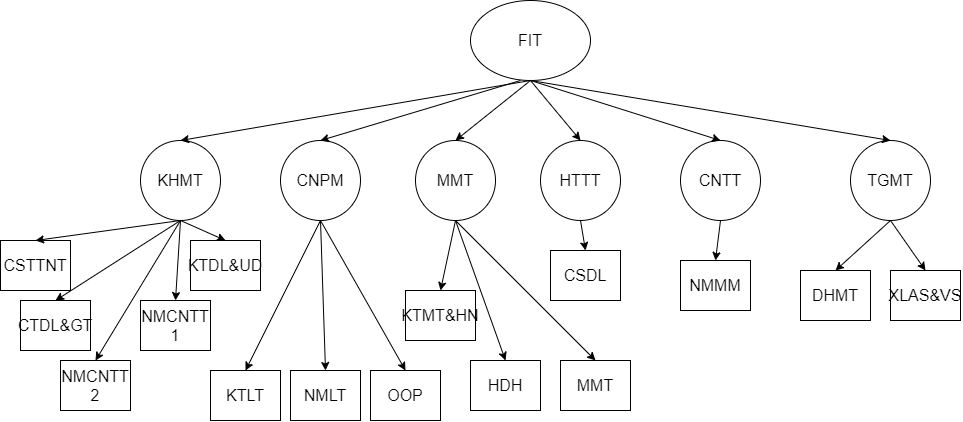 FIT
KHMT
CNPM
MMT
HTTT
CNTT
TGMT
CSTTNT
KTDL&UD
CSDL
NMMM
DHMT
XLAS&VS
CTDL&GT
NMCNTT
1
KTMT&HN
NMCNTT
2
KTLT
NMLT
OOP
HDH
MMT